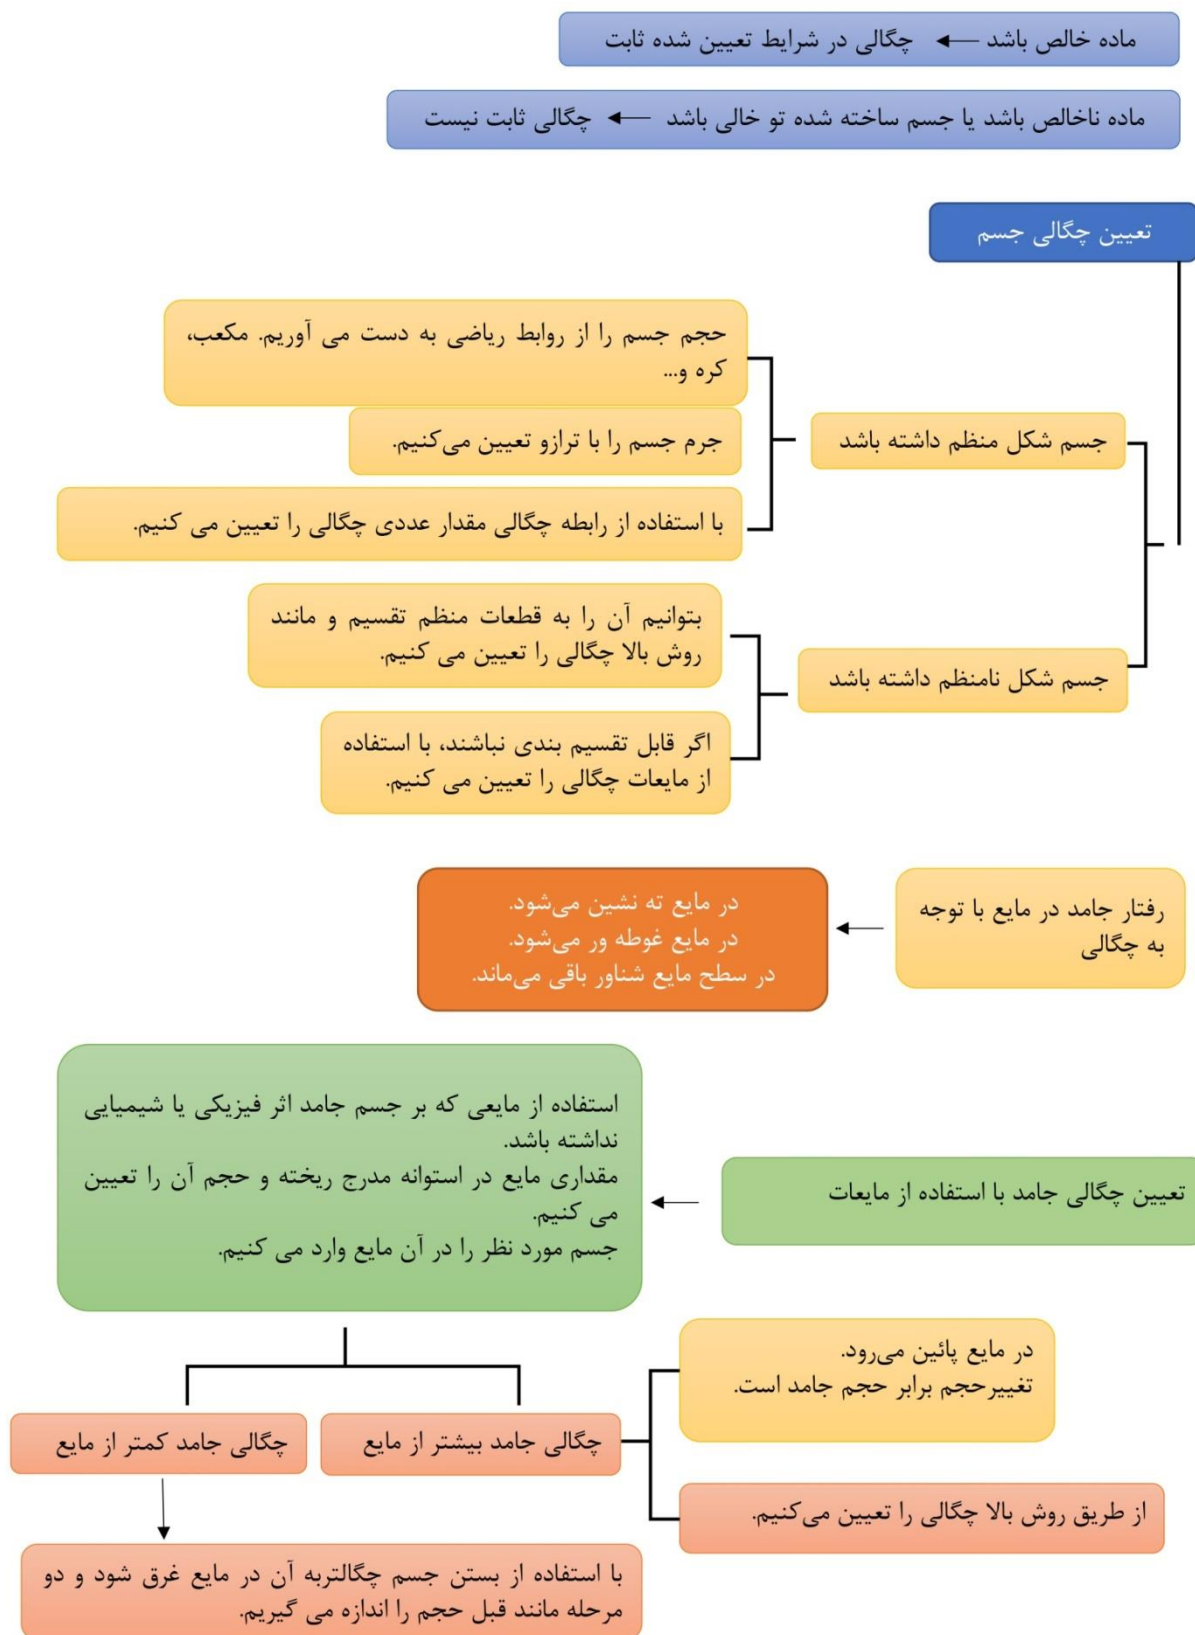 ماده خالص باشد ← چگالی در شرایط تعیین شده ثابت
ماده ناخالص باشد یا جسم ساخته شده تو خالی باشد ← چگالی ثابت نیست
تعیین چگالی جسم
جسم شکل منظم داشته باشد
حجم جسم را از روابط ریاضی به دست می آوریم. مکعب،
کره و...
جرم جسم را با ترازو تعیین می‌کنیم.
با استفاده از رابطه چگالی مقدار عددی چگالی را تعیین می کنیم.
جسم شکل نامنظم داشته باشد
بتوانیم آن را به قطعات منظم تقسیم و مانند
روش بالا چگالی را تعیین می کنیم.
اگر قابل تقسیم بندی نباشند، با استفاده
از مایعات چگالی را تعیین می کنیم.
رفتار جامد در مایع با توجه
به چگالی
در مایع ته نشین می‌شود.
در مایع غوطه ور می‌شود.
در سطح مایع شناور باقی می‌ماند.
تعیین چگالی جامد با استفاده از مایعات
استفاده از مایعی که بر جسم جامد اثر فیزیکی یا شیمیایی
نداشته باشد.
مقداری مایع در استوانه مدرج ریخته و حجم آن را تعیین
می کنیم.
جسم مورد نظر را در آن مایع وارد می کنیم.
چگالی جامد بیشتر از مایع
در مایع پائین می‌رود.
تغییرحجم برابر حجم جامد است.
از طریق روش بالا چگالی را تعیین می‌کنیم.
چگالی جامد کمتر از مایع
با استفاده از بستن جسم چگالتربه آن در مایع غرق شود و دو
مرحله مانند قبل حجم را اندازه می گیریم.